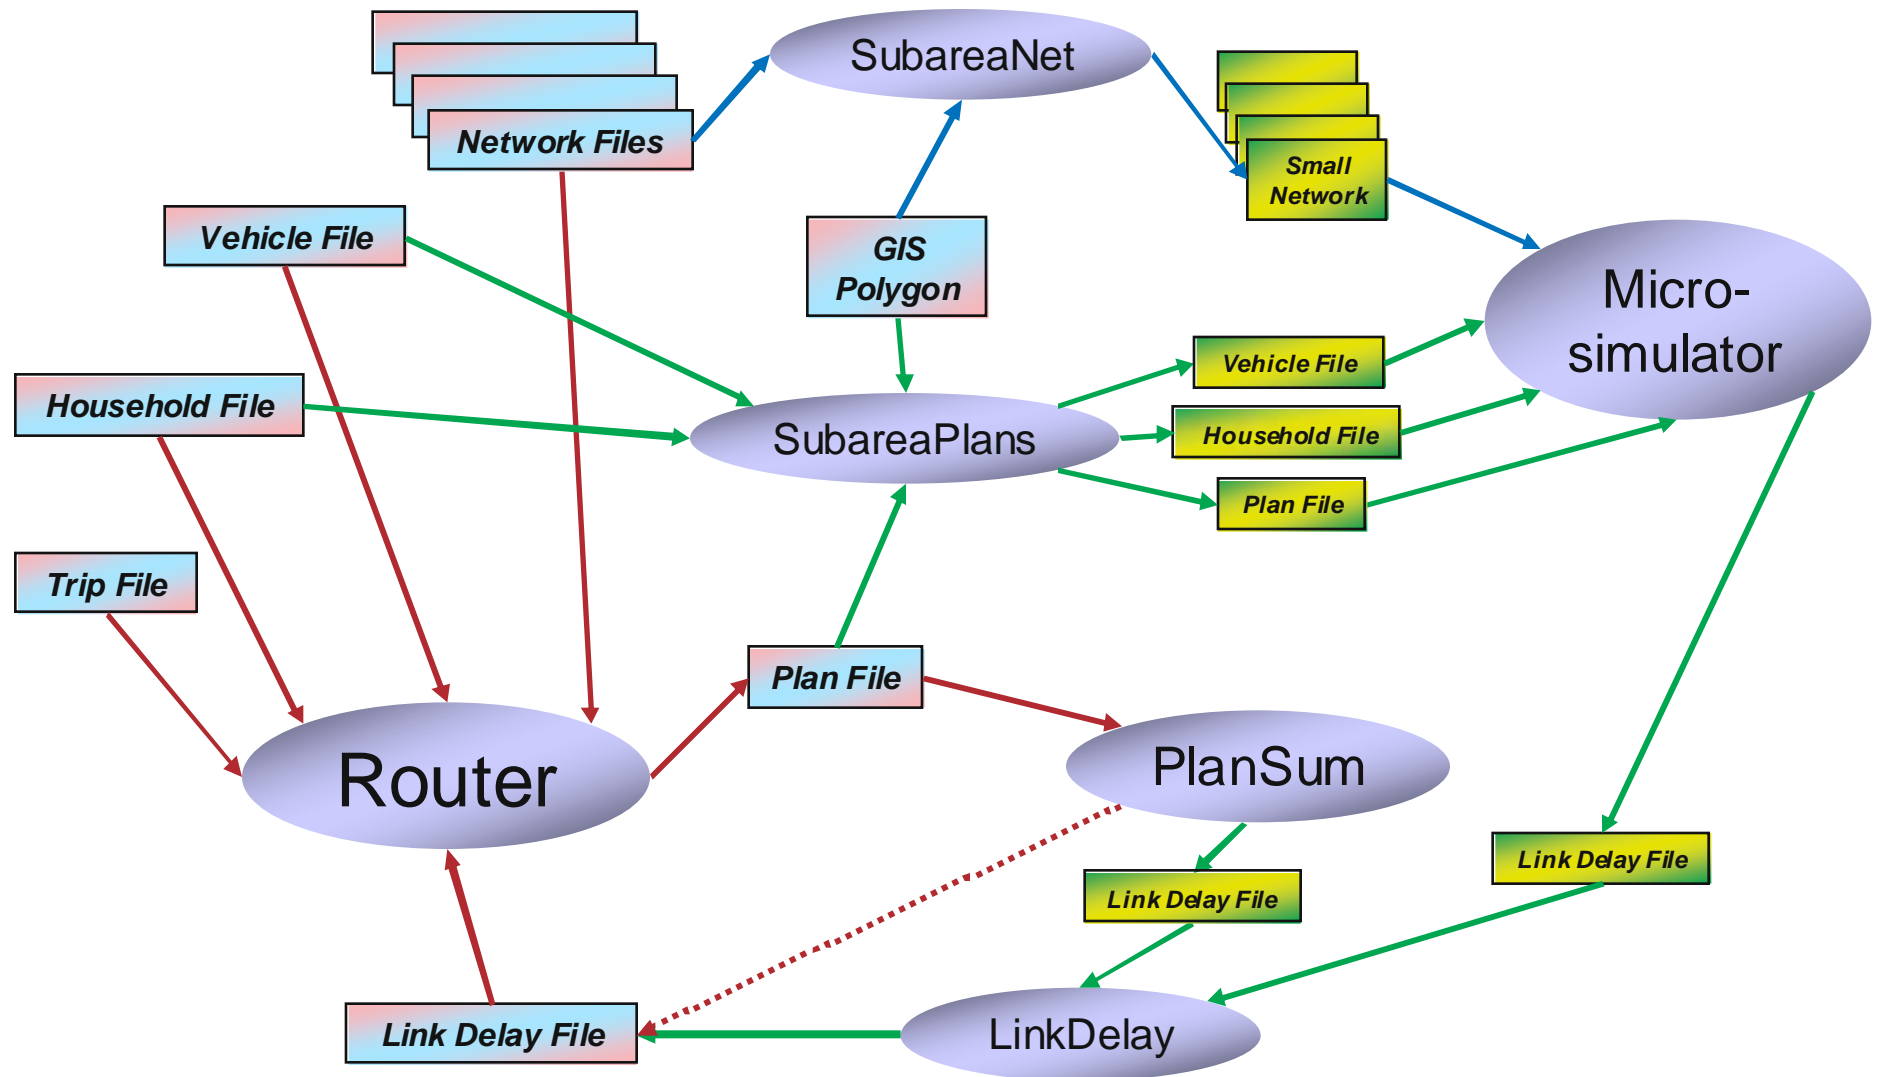 SubareaNet
Network Files
Small
Network
Vehicle File
GIS
Polygon
Micro-
simulator
Vehicle File
Household File
SubareaPlans
Household File
Plan File
Trip File
Plan File
Router
PlanSum
Link Delay File
Link Delay File
Link Delay File
LinkDelay